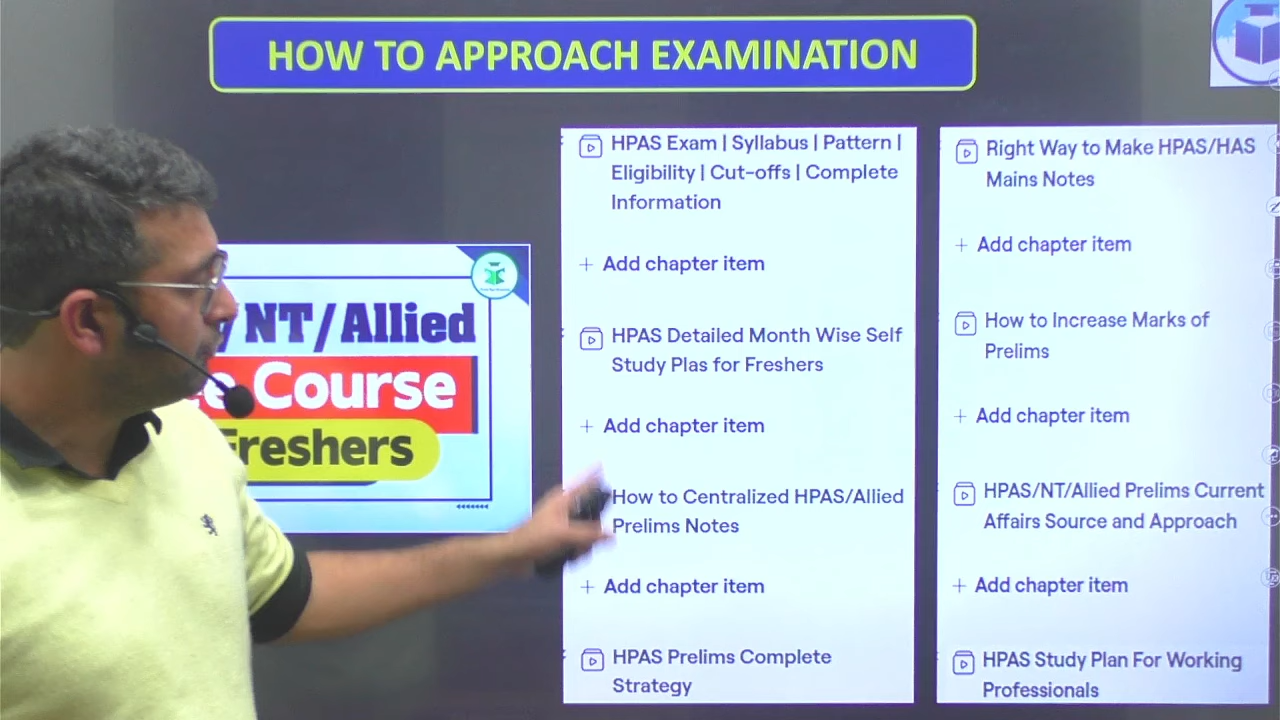 HOW TO APPROACH EXAMINATION
/NT/Allied
Course
Freshers
HPAS Exam | Syllabus | Pattern |
Eligibility | Cut-offs | Complete
Information
+ Add chapter item
HPAS Detailed Month Wise Self
Study Plas for Freshers
+ Add chapter item
How to Centralized HPAS/Allied
Prelims Notes
+ Add chapter item
HPAS Prelims Complete
Strategy
Right Way to Make HPAS/HAS
Mains Notes
+ Add chapter item
How to Increase Marks of
Prelims
+ Add chapter item
HPAS/NT/Allied Prelims Current
Affairs Source and Approach
+ Add chapter item
HPAS Study Plan For Working
Professionals